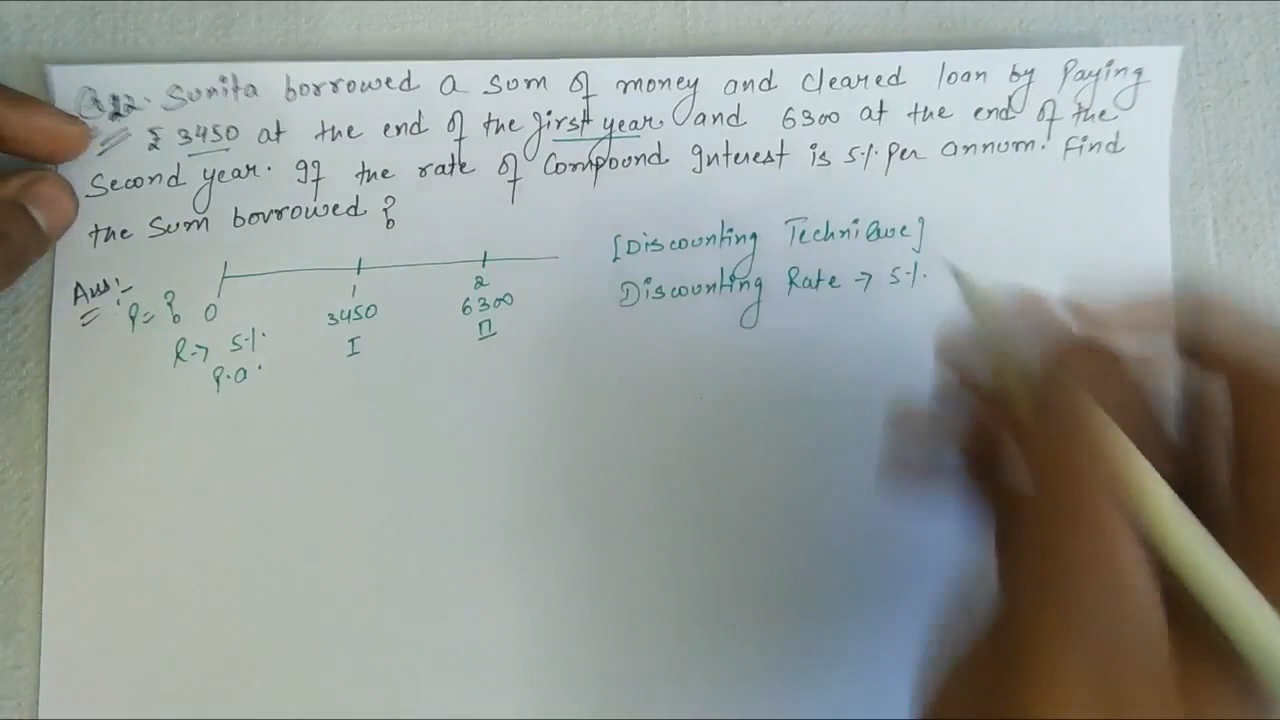 Q 22. Sunita borrowed a sum of money and cleared loan by Paying
₹ 3450 at the end of the first year and 6300 at the end of the
Second year. If the rate of Compound Interest is 5% per annum. Find
the sum borrowed ?
[Discounting Technique]
Ans:-
Discounting Rate → 5%.
P = ? 0 1 2
3450 6300
R → 5% I II
P.a.